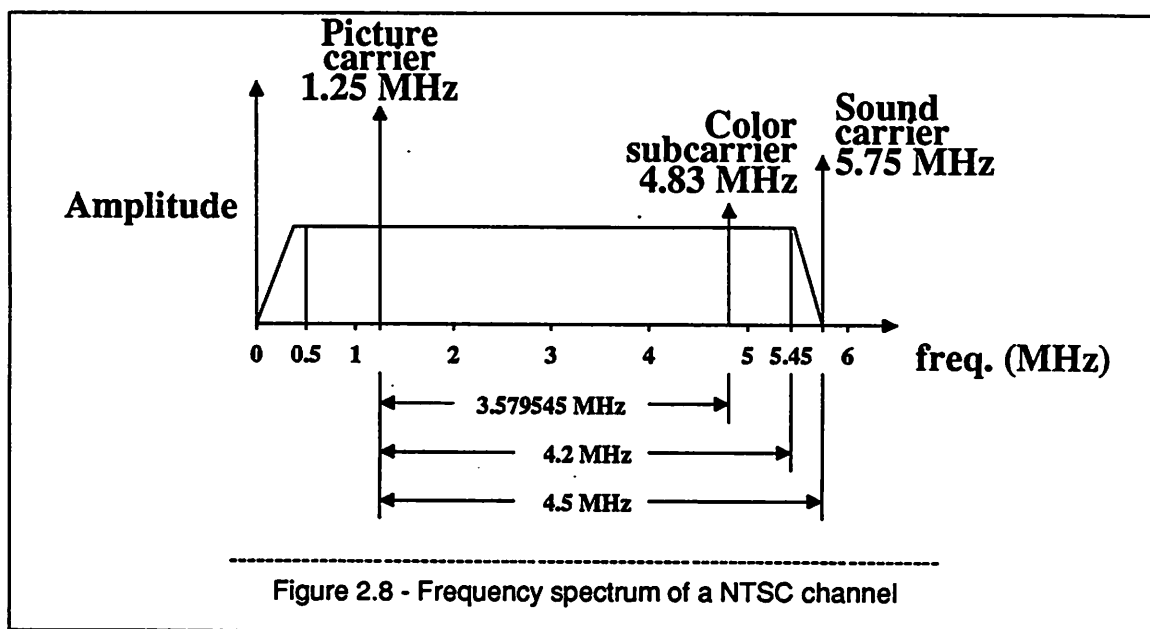 Picture
carrier
1.25 MHz
Color
subcarrier
4.83 MHz
Sound
carrier
5.75 MHz
Amplitude
0 0.5 1 2 3 4 5 5.45 6
freq. (MHz)
3.579545 MHz
4.2 MHz
4.5 MHz
Figure 2.8 - Frequency spectrum of a NTSC channel